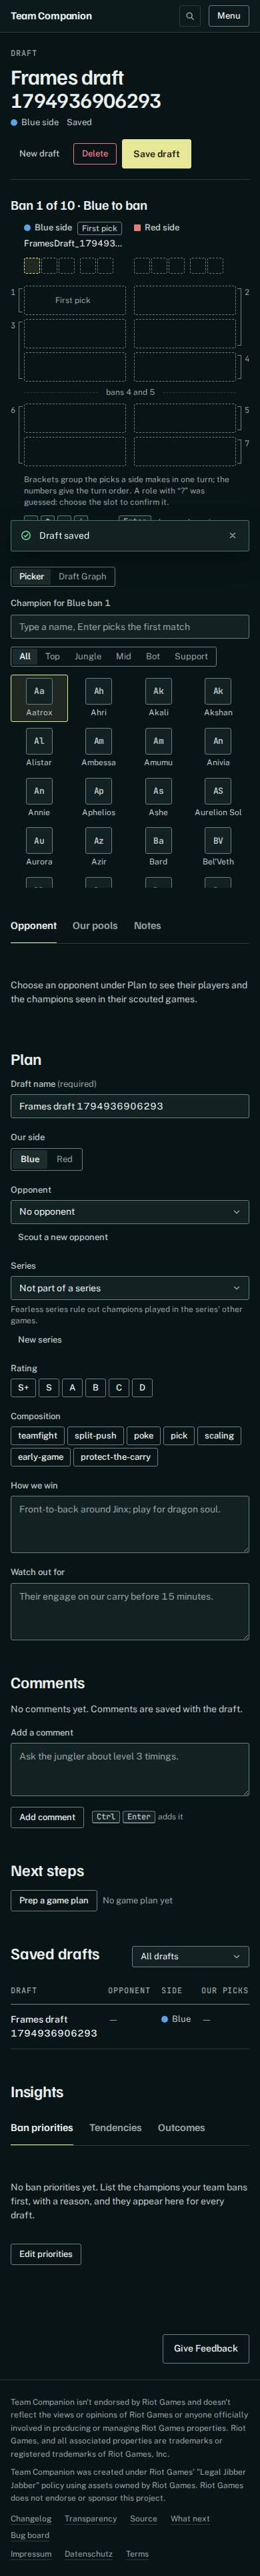 Team Companion
Menu
DRAFT
Frames draft
1794936906293
Blue side Saved
New draft
Delete
Save draft
Ban 1 of 10 · Blue to ban
Blue side First pick
Red side
FramesDraft_179493...
1
First pick
2
3
4
bans 4 and 5
6
5
7
Brackets group the picks a side makes in one turn; the
numbers give the turn order. A role with "?" was
guessed: choose the slot to confirm it.
Draft saved
Picker Draft Graph
Champion for Blue ban 1
Type a name, Enter picks the first match
All Top Jungle Mid Bot Support
Aa Ah Ak Ak
Aatrox Ahri Akali Akshan
Al Am Am An
Alistar Ambessa Amumu Anivia
An Ap As AS
Annie Aphelios Ashe Aurelion Sol
Au Az Ba BV
Aurora Azir Bard Bel'Veth
Opponent Our pools Notes
Choose an opponent under Plan to see their players and
the champions seen in their scouted games.
Plan
Draft name (required)
Frames draft 1794936906293
Our side
Blue Red
Opponent
No opponent
Scout a new opponent
Series
Not part of a series
Fearless series rule out champions played in the series' other
games.
New series
Rating
S+ S A B C D
Composition
teamfight split-push poke pick scaling
early-game protect-the-carry
How we win
Front-to-back around Jinx; play for dragon soul.
Watch out for
Their engage on our carry before 15 minutes.
Comments
No comments yet. Comments are saved with the draft.
Add a comment
Ask the jungler about level 3 timings.
Add comment Ctrl Enter adds it
Next steps
Prep a game plan No game plan yet
Saved drafts
All drafts
DRAFT OPPONENT SIDE OUR PICKS
Frames draft
1794936906293
— Blue —
Insights
Ban priorities Tendencies Outcomes
No ban priorities yet. List the champions your team bans
first, with a reason, and they appear here for every
draft.
Edit priorities
Give Feedback
Team Companion isn't endorsed by Riot Games and doesn't
reflect the views or opinions of Riot Games or anyone officially
involved in producing or managing Riot Games properties. Riot
Games, and all associated properties are trademarks or
registered trademarks of Riot Games, Inc.
Team Companion was created under Riot Games' "Legal Jibber
Jabber" policy using assets owned by Riot Games. Riot Games
does not endorse or sponsor this project.
Changelog Transparency Source What next
Bug board
Impressum Datenschutz Terms